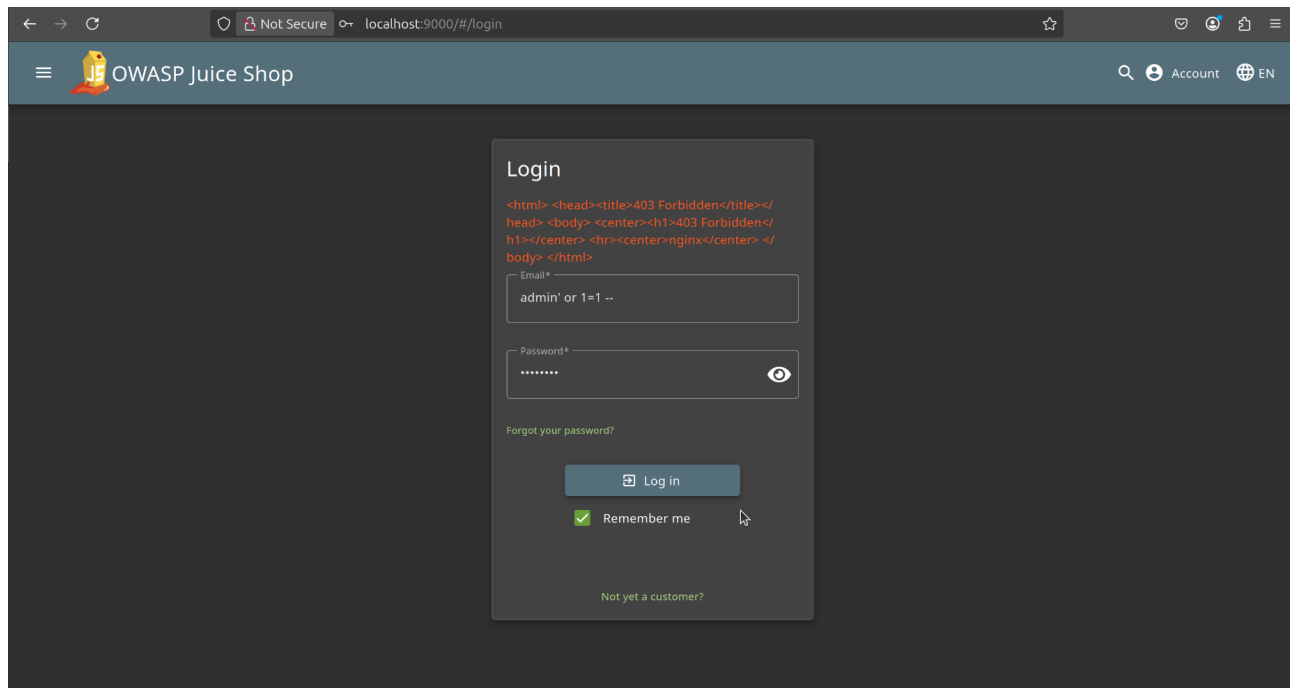 Not Secure localhost:9000/#/login
OWASP Juice Shop
Account
EN
Login
<html> <head><title>403 Forbidden</title></
head> <body> <center><h1>403 Forbidden</
h1></center> <hr><center>nginx</center> </
body> </html>
Email*
admin' or 1=1 --
Password*
••••••••
Forgot your password?
Log in
Remember me
Not yet a customer?